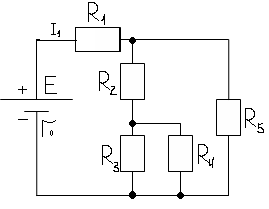 I₁
R₁
R₂
+
E
−
r₀
R₃
R₄
R₅